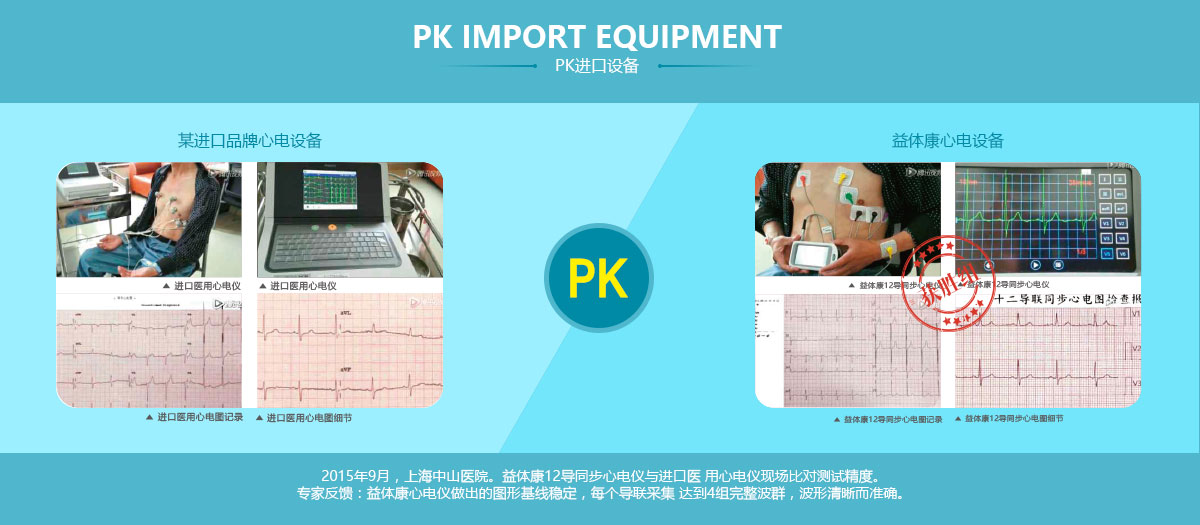 PK IMPORT EQUIPMENT
PK进口设备
某进口品牌心电设备
益体康心电设备
PK
▲ 进口医用心电仪
▲ 进口医用心电仪
▲ 益体康12导同步心电仪
▲ 益体康12导同步心电仪
获胜组
aVL
aVF
十二导联同步心电图检查报
V1
V2
V3
▲ 进口医用心电图记录
▲ 进口医用心电图细节
▲ 益体康12导同步心电图记录
▲ 益体康12导同步心电图细节
2015年9月，上海中山医院。益体康12导同步心电仪与进口医 用心电仪现场比对测试精度。
专家反馈：益体康心电仪做出的图形基线稳定，每个导联采集 达到4组完整波群，波形清晰而准确。